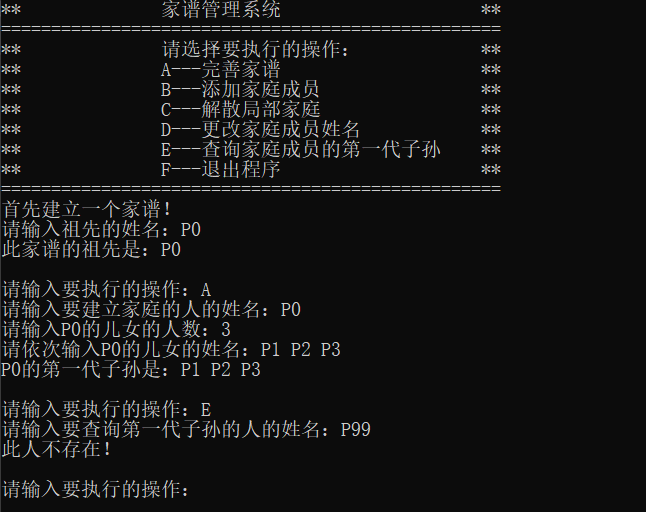 **              家谱管理系统                    **
==================================================
**              请选择要执行的操作：            **
**              A---完善家谱                    **
**              B---添加家庭成员                **
**              C---解散局部家庭                **
**              D---更改家庭成员姓名            **
**              E---查询家庭成员的第一代子孙    **
**              F---退出程序                    **
==================================================
首先建立一个家谱！
请输入祖先的姓名：P0
此家谱的祖先是：P0
请输入要执行的操作：A
请输入要建立家庭的人的姓名：P0
请输入P0的儿女的人数：3
请依次输入P0的儿女的姓名：P1 P2 P3
P0的第一代子孙是：P1 P2 P3
请输入要执行的操作：E
请输入要查询第一代子孙的人的姓名：P99
此人不存在！
请输入要执行的操作：